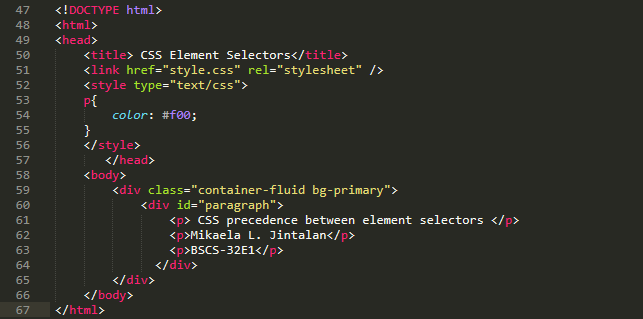 47 <!DOCTYPE html>
48 <html>
49 <head>
50     <title> CSS Element Selectors</title>
51     <link href="style.css" rel="stylesheet" />
52     <style type="text/css">
53     p{
54         color: #f00;
55     }
56     </style>
57        </head>
58     <body>
59         <div class="container-fluid bg-primary">
60             <div id="paragraph">
61                 <p> CSS precedence between element selectors </p>
62                 <p>Mikaela L. Jintalan</p>
63                 <p>BSCS-32E1</p>
64               </div>
65         </div>
66     </body>
67 </html>